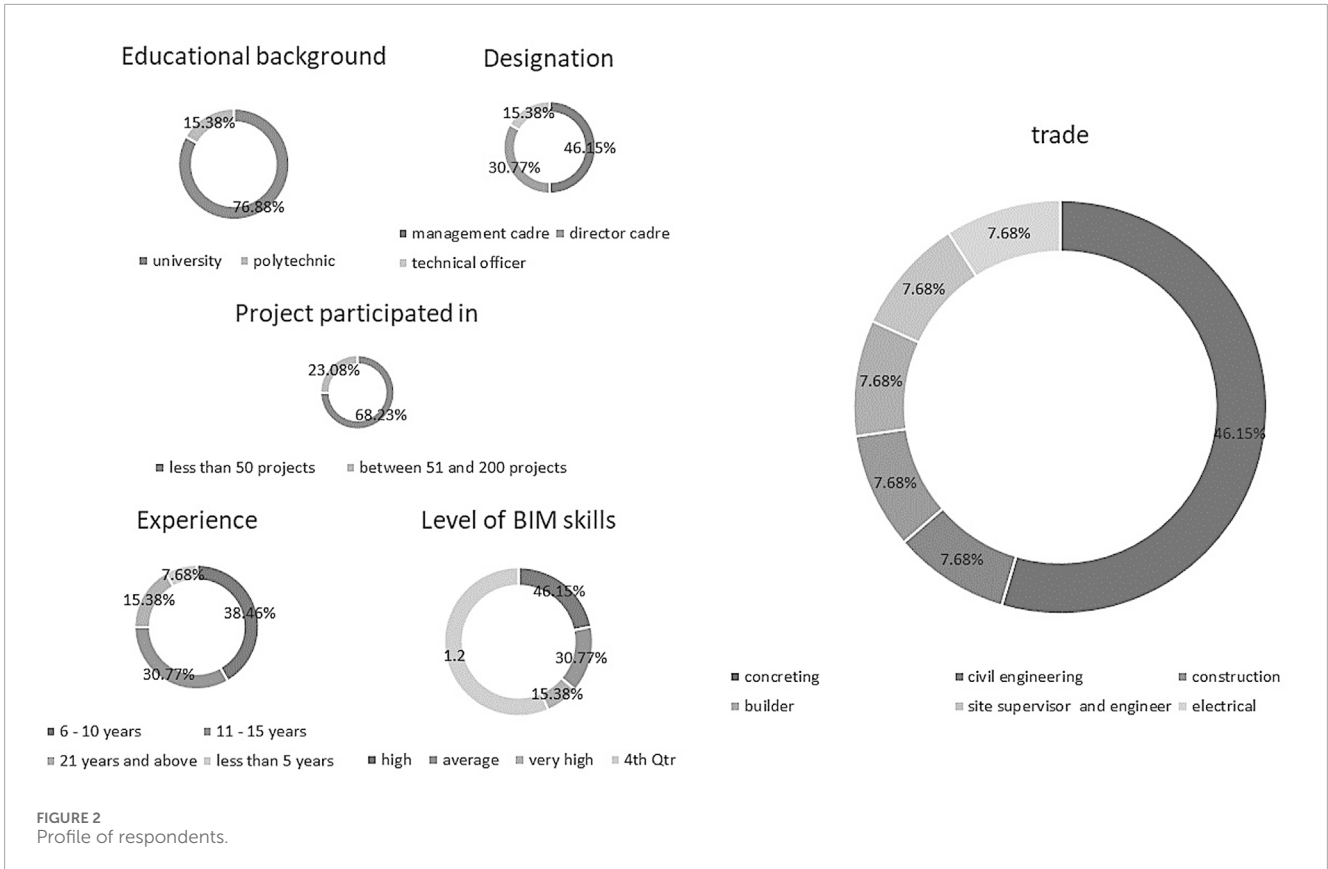 Educational background
15.38%
76.88%
university polytechnic
Designation
15.38%
46.15%
30.77%
management cadre director cadre
technical officer
Project participated in
23.08%
68.23%
less than 50 projects between 51 and 200 projects
Experience
7.68%
15.38%
38.46%
30.77%
6 - 10 years 11 - 15 years
21 years and above less than 5 years
Level of BIM skills
46.15%
1.2
30.77%
15.38%
high average very high 4th Qtr
trade
7.68%
7.68%
7.68%
46.15%
7.68%
7.68%
concreting civil engineering construction
builder site supervisor and engineer electrical
FIGURE 2
Profile of respondents.